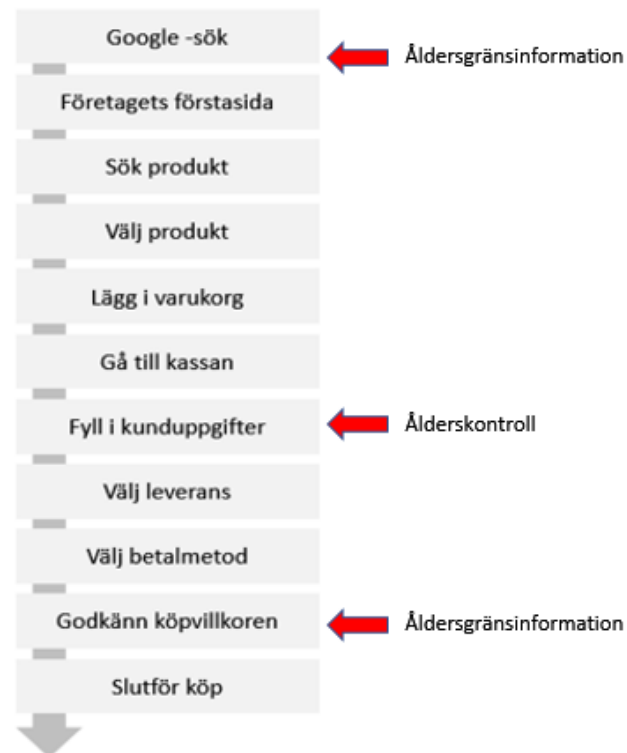 Google -sök
Åldersgränsinformation
Företagets förstasida
Sök produkt
Välj produkt
Lägg i varukorg
Gå till kassan
Fyll i kunduppgifter
Ålderskontroll
Välj leverans
Välj betalmetod
Godkänn köpvillkoren
Åldersgränsinformation
Slutför köp